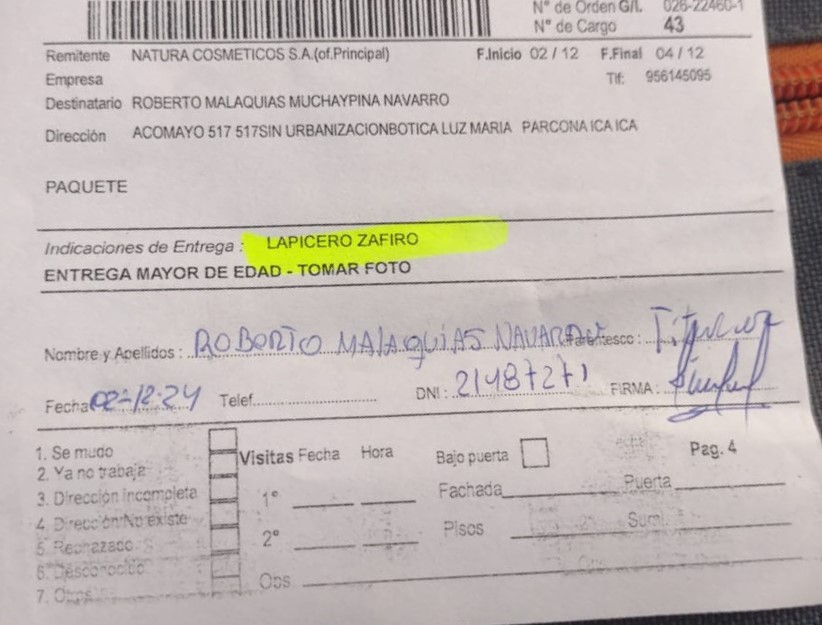 N° de Orden G/I. 026-22460-1
N° de Cargo 43
Remitente NATURA COSMETICOS S.A.(of.Principal) F.Inicio 02 / 12 F.Final 04 / 12
Empresa Tlf: 956145095
Destinatario ROBERTO MALAQUIAS MUCHAYPINA NAVARRO
Dirección ACOMAYO 517 517SIN URBANIZACIONBOTICA LUZ MARIA PARCONA ICA ICA
PAQUETE
Indicaciones de Entrega : LAPICERO ZAFIRO
ENTREGA MAYOR DE EDAD - TOMAR FOTO
Nombre y Apellidos : ROBERTO MALAQUIAS NAVARRO Parentesco :
Fecha 02-12-24 Telef. DNI : 21487271 FIRMA :
1. Se mudo Visitas Fecha Hora Bajo puerta Pag. 4
2. Ya no trabaja
3. Dirección incompleta 1° Fachada Puerta
4. Dirección No existe
5. Rechazado 2° Pisos Sumi.
6. Desconocido
7. Otros Obs